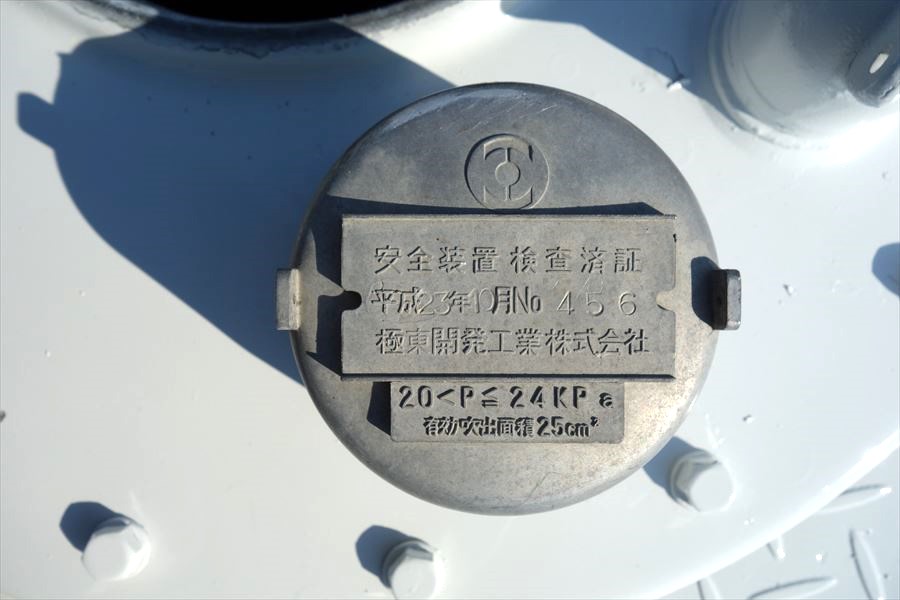 安全装置 検査済証
平成23年10月No 456
極東開発工業株式会社
20<P≦24KPa
有効吹出面積25cm²